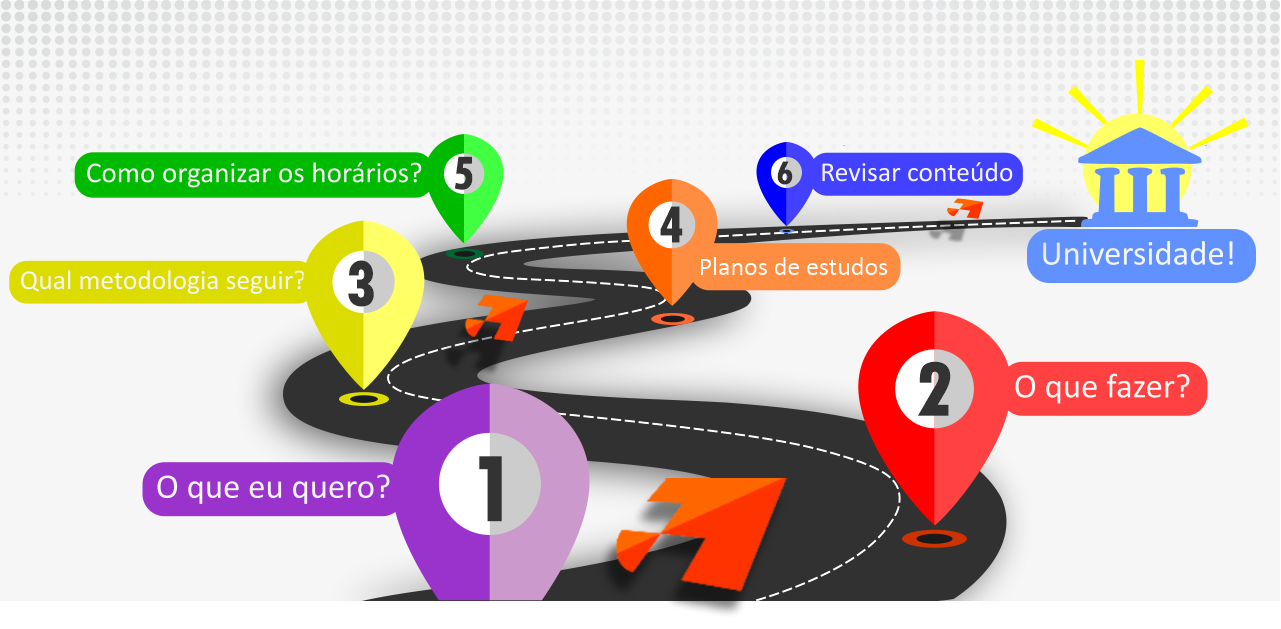 Como organizar os horários?
5
6
Revisar conteúdo
4
Planos de estudos
Universidade!
Qual metodologia seguir?
3
2
O que fazer?
O que eu quero?
1